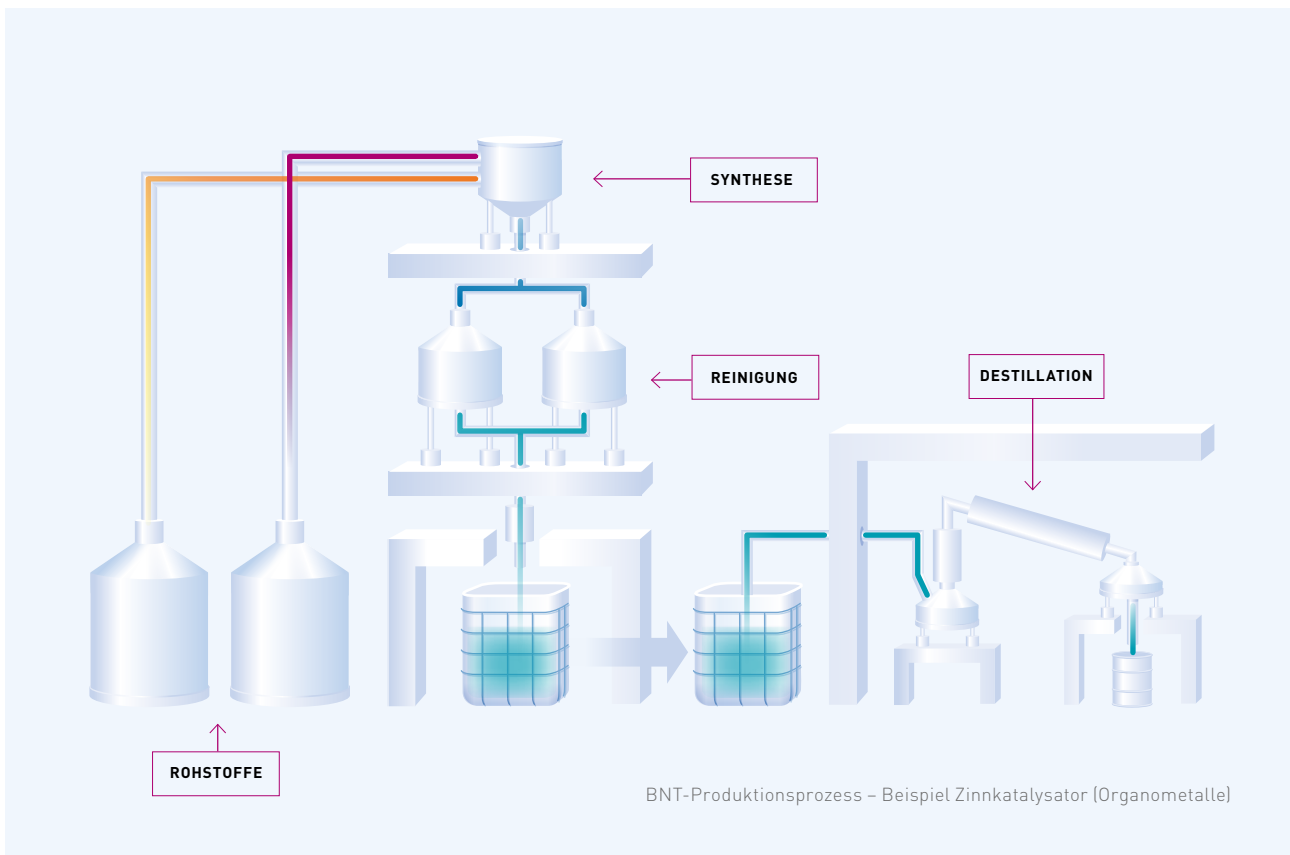 SYNTHESE
REINIGUNG
DESTILLATION
ROHSTOFFE
BNT-Produktionsprozess – Beispiel Zinnkatalysator (Organometalle)